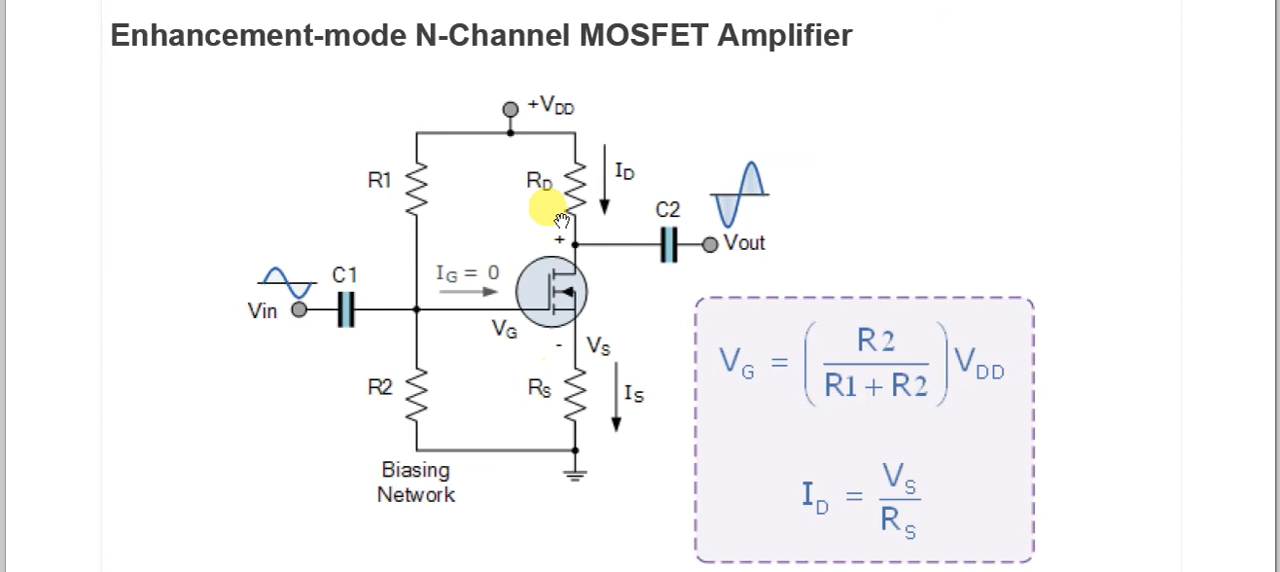 Enhancement-mode N-Channel MOSFET Amplifier
+VDD
R1
RD
ID
C2
+
Vout
C1
IG = 0
Vin
VG
-
VS
R2
RS
IS
Biasing
Network
VG = (R2 / R1 + R2) VDD
ID = VS / RS